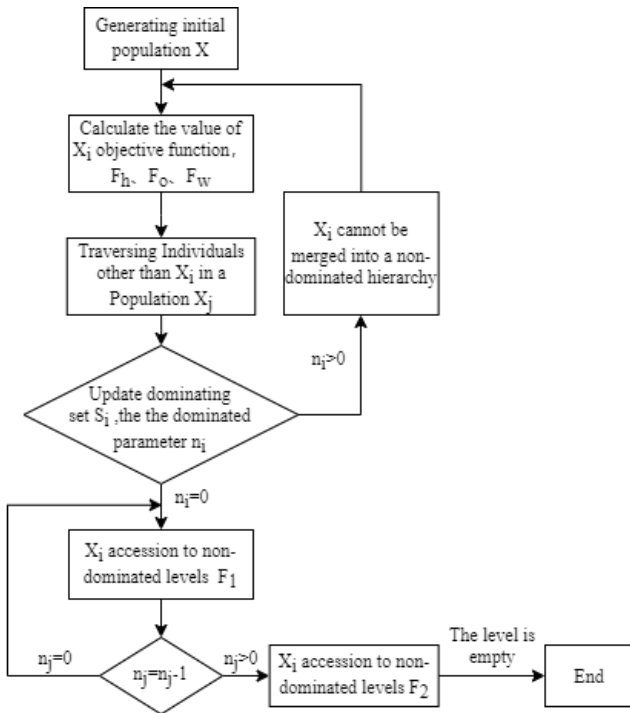 Generating initial
population X
Calculate the value of
Xi objective function,
Fh、Fo、Fw
Traversing Individuals
other than Xi in a
Population Xj
Xi cannot be
merged into a non-
dominated hierarchy
ni>0
Update dominating
set Si ,the the dominated
parameter ni
ni=0
Xi accession to non-
dominated levels F1
nj=0
nj=nj-1
nj>0
Xi accession to non-
dominated levels F2
The level is
empty
End